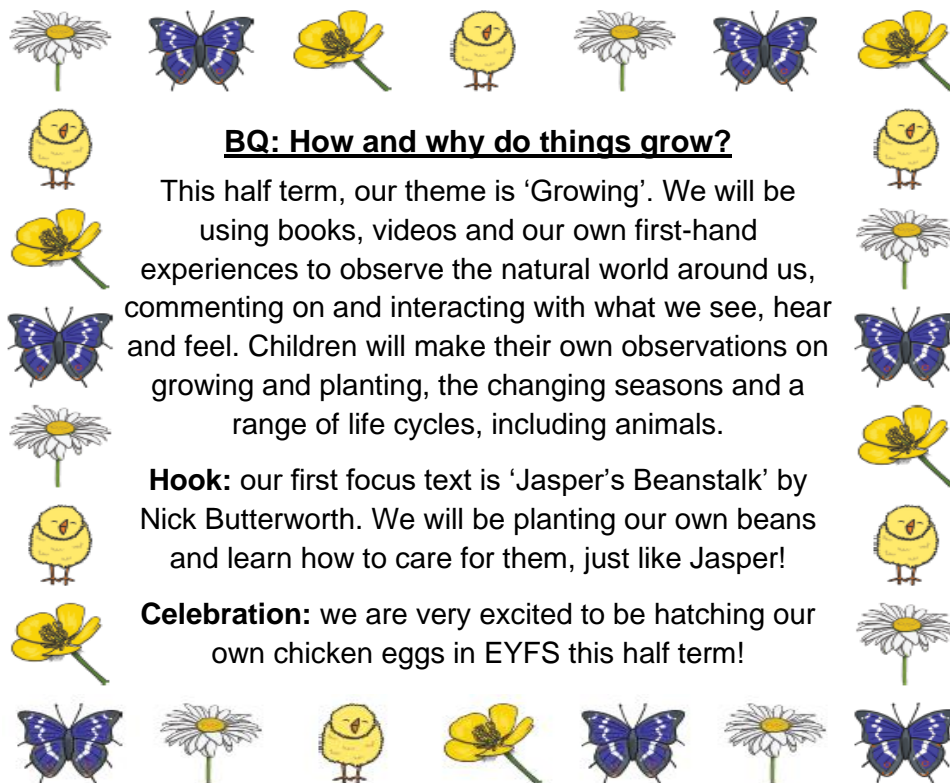 BQ: How and why do things grow?
This half term, our theme is ‘Growing’. We will be
using books, videos and our own first-hand
experiences to observe the natural world around us,
commenting on and interacting with what we see, hear
and feel. Children will make their own observations on
growing and planting, the changing seasons and a
range of life cycles, including animals.
Hook: our first focus text is ‘Jasper’s Beanstalk’ by
Nick Butterworth. We will be planting our own beans
and learn how to care for them, just like Jasper!
Celebration: we are very excited to be hatching our
own chicken eggs in EYFS this half term!